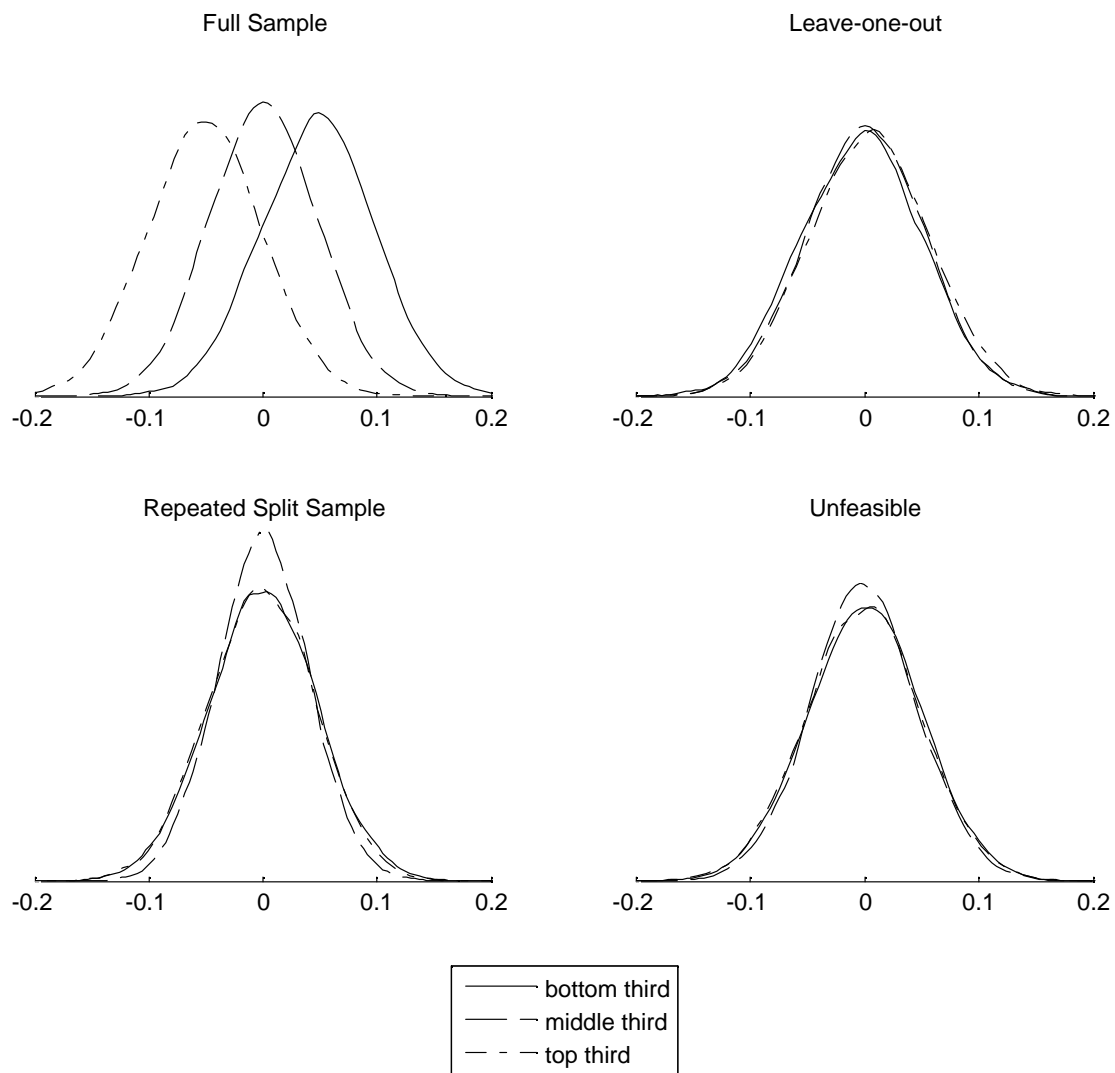 Full Sample
Leave-one-out
-0.2 -0.1 0 0.1 0.2
-0.2 -0.1 0 0.1 0.2
Repeated Split Sample
Unfeasible
-0.2 -0.1 0 0.1 0.2
-0.2 -0.1 0 0.1 0.2
bottom third
middle third
top third